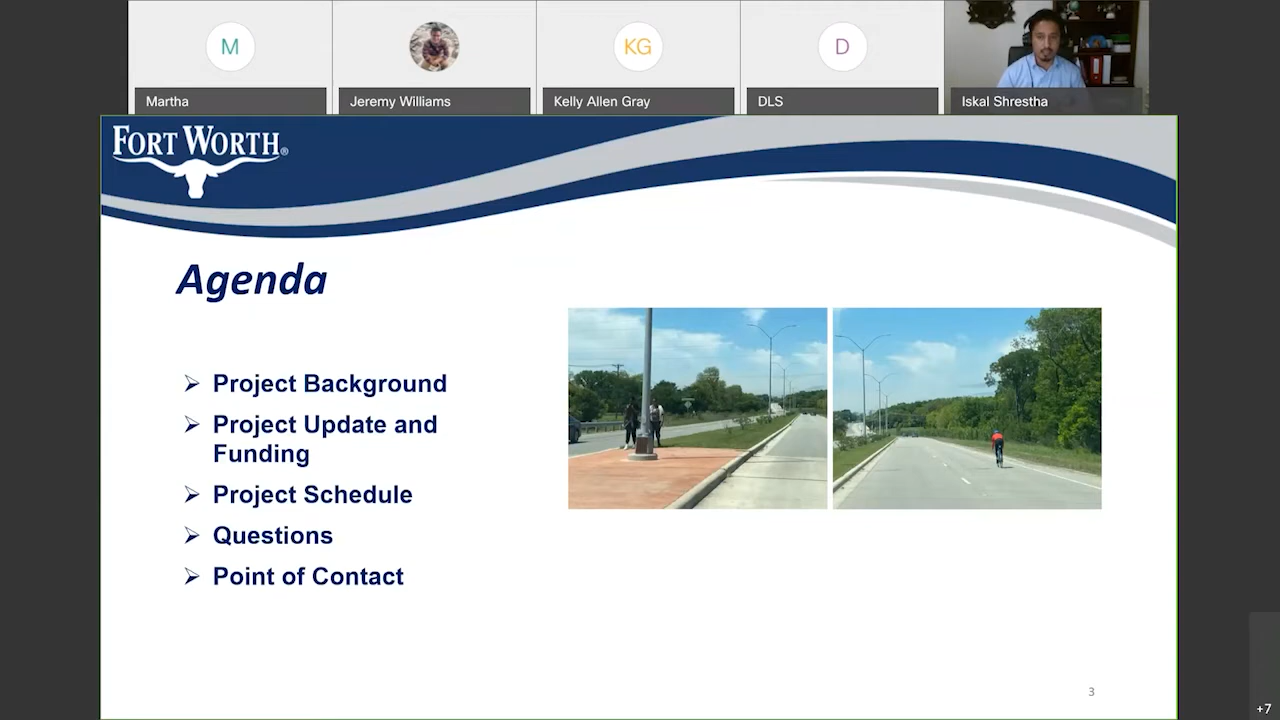 M
KG
D
Martha
Jeremy Williams
Kelly Allen Gray
DLS
Iskal Shrestha
FORT WORTH®
Agenda
➢ Project Background
➢ Project Update and
Funding
➢ Project Schedule
➢ Questions
➢ Point of Contact
3
+7